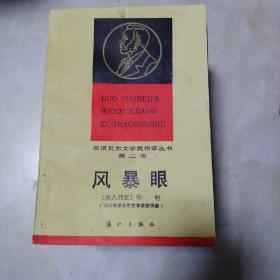 HUO NUOBEIER
WENXUEJIANG
ZUOJIACONGSHU
获诺贝尔文学奖作家丛书
第二辑
风暴眼
〔澳大利亚〕怀特
(1973年诺贝尔文学奖获得者)
漓江出版社